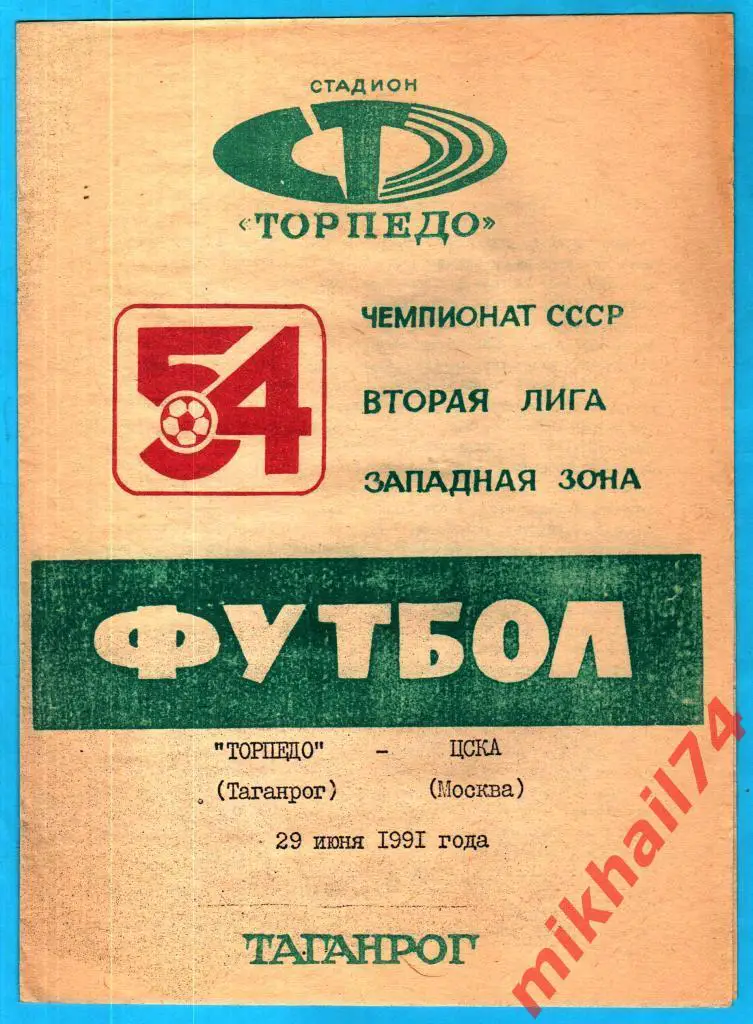 СТАДИОН
СТ
«ТОРПЕДО»
54
ЧЕМПИОНАТ СССР
ВТОРАЯ ЛИГА
ЗАПАДНАЯ ЗОНА
ФУТБОЛ
"ТОРПЕДО" - ЦСКА
(Таганрог) (Москва)
29 июня 1991 года
ТАГАНРОГ
mikhail74